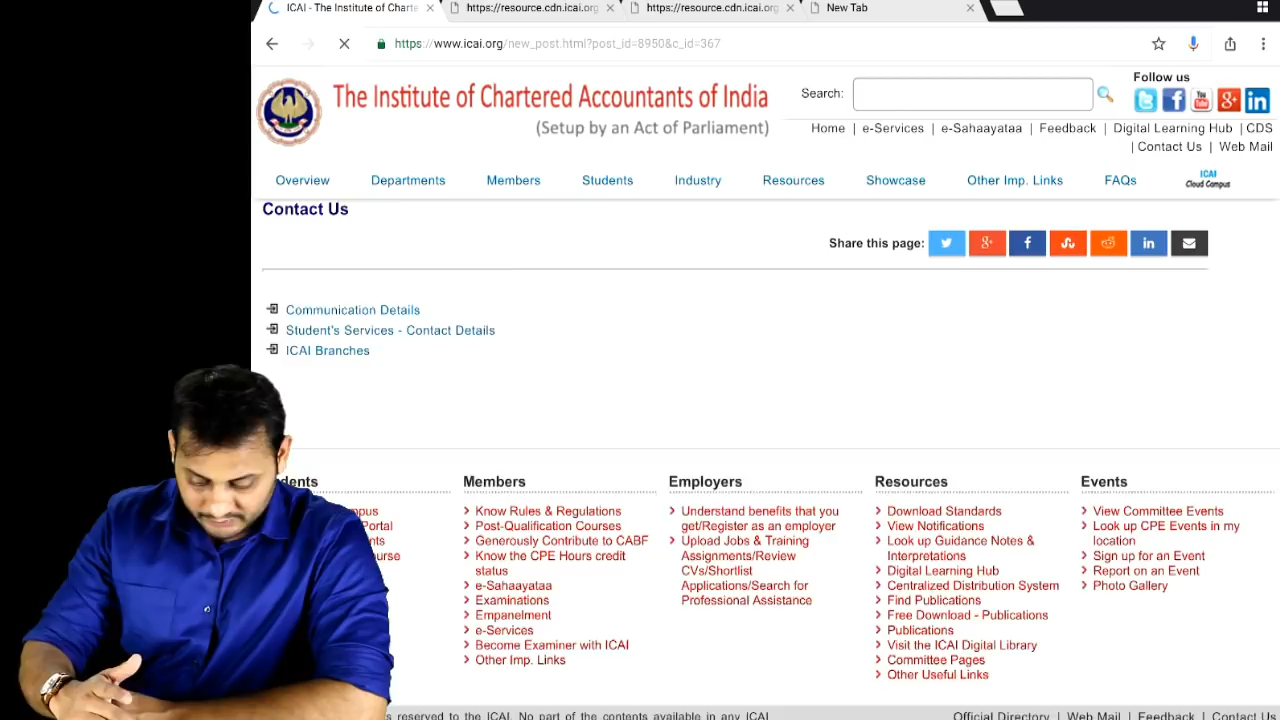 ICAI - The Institute of Charte
https://resource.cdn.icai.org
https://resource.cdn.icai.org
New Tab
https://www.icai.org/new_post.html?post_id=8950&c_id=367
The Institute of Chartered Accountants of India
(Setup by an Act of Parliament)
Search:
Follow us
Home | e-Services | e-Sahaayataa | Feedback | Digital Learning Hub | CDS
| Contact Us | Web Mail
Overview Departments Members Students Industry Resources Showcase Other Imp. Links FAQs ICAI Cloud Campus
Contact Us
Share this page:
Communication Details
Student's Services - Contact Details
ICAI Branches
dents
mpus
Portal
nts
ourse
Members
Know Rules & Regulations
Post-Qualification Courses
Generously Contribute to CABF
Know the CPE Hours credit
status
e-Sahaayataa
Examinations
Empanelment
e-Services
Become Examiner with ICAI
Other Imp. Links
Employers
Understand benefits that you
get/Register as an employer
Upload Jobs & Training
Assignments/Review
CVs/Shortlist
Applications/Search for
Professional Assistance
Resources
Download Standards
View Notifications
Look up Guidance Notes &
Interpretations
Digital Learning Hub
Centralized Distribution System
Find Publications
Free Download - Publications
Publications
Visit the ICAI Digital Library
Committee Pages
Other Useful Links
Events
View Committee Events
Look up CPE Events in my
location
Sign up for an Event
Report on an Event
Photo Gallery
s reserved to the ICAI. No part of the contents available in any ICAI
Official Directory | Web Mail | Feedback | Contact Us